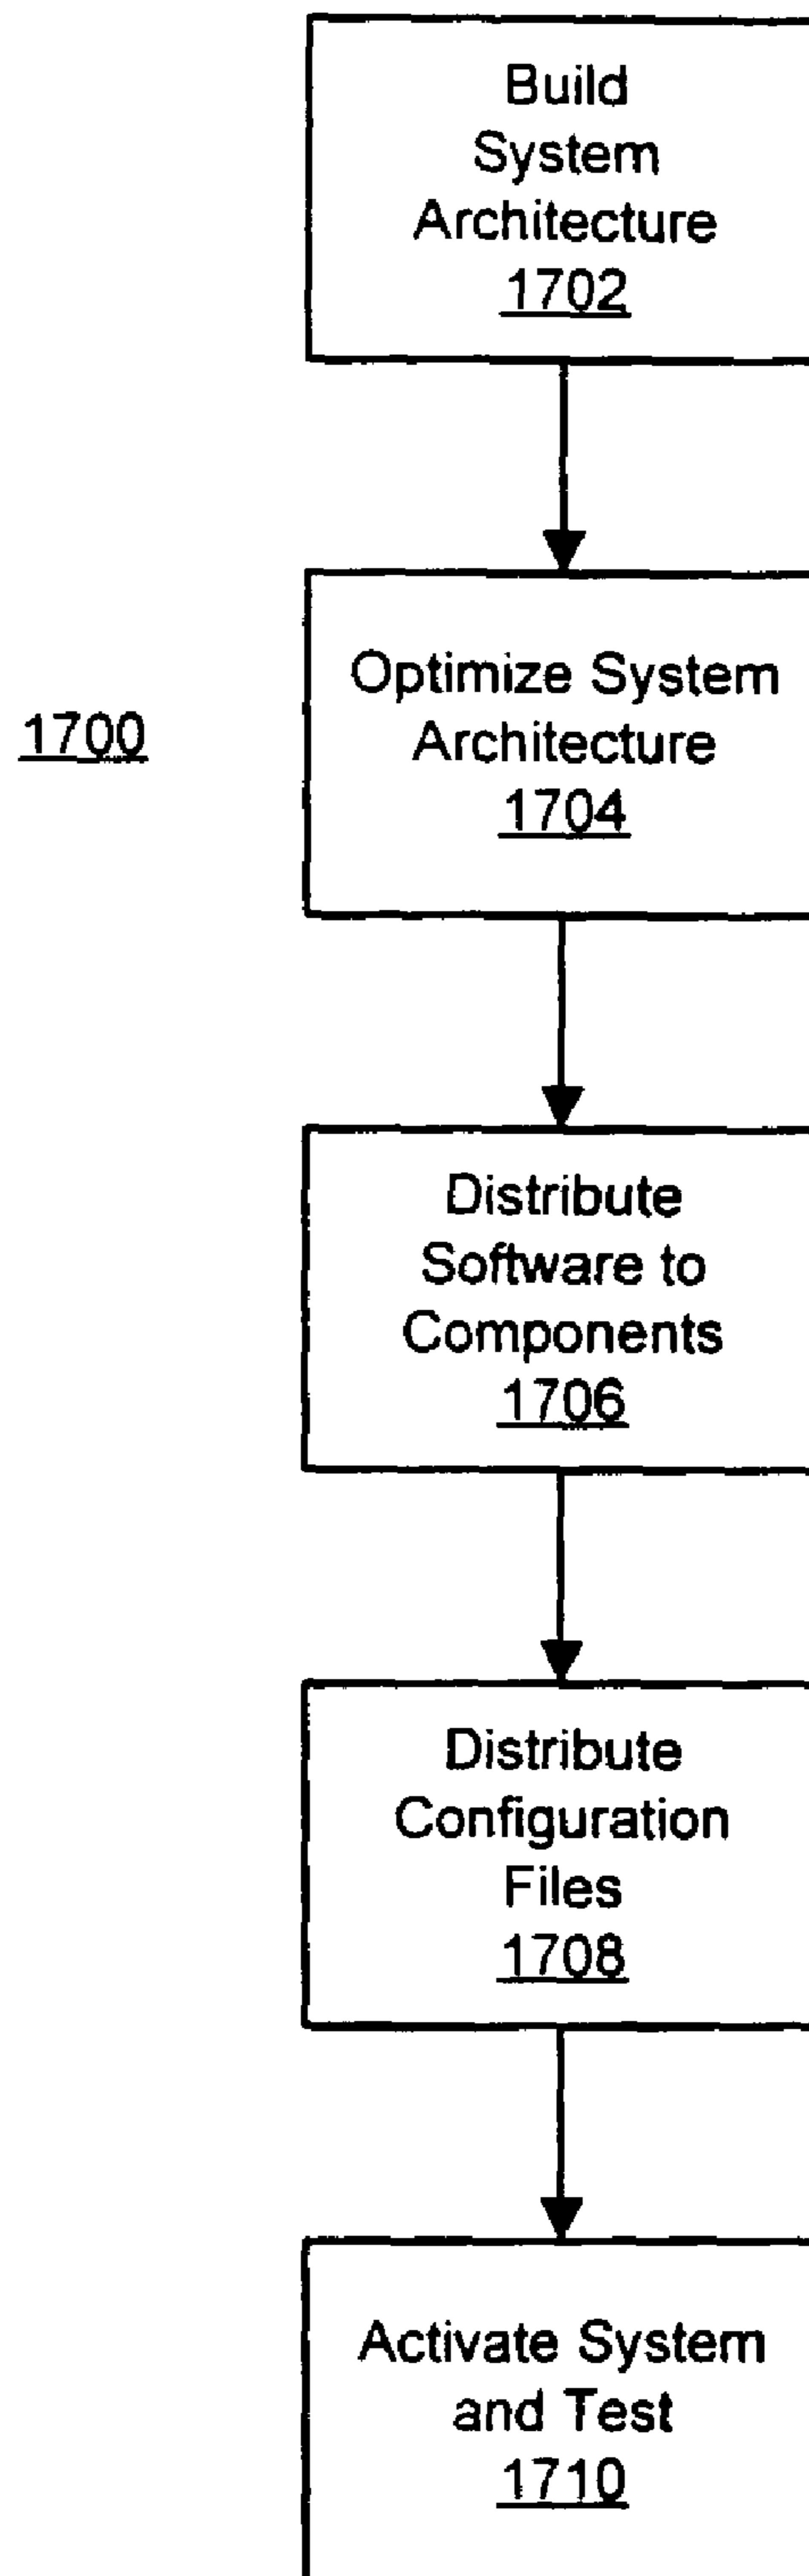 Build
System
Architecture
1702
1700
Optimize System
Architecture
1704
Distribute
Software to
Components
1706
Distribute
Configuration
Files
1708
Activate System
and Test
1710